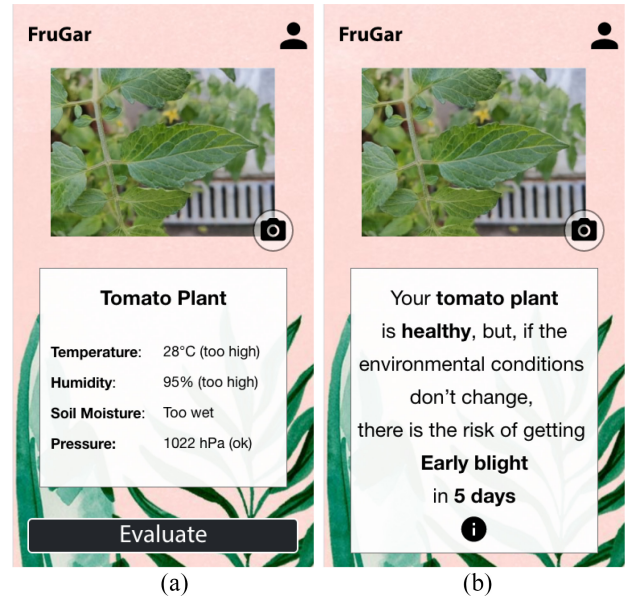 FruGar
Tomato Plant
Temperature: 28°C (too high)
Humidity: 95% (too high)
Soil Moisture: Too wet
Pressure: 1022 hPa (ok)
Evaluate
(a)
FruGar
Your tomato plant
is healthy, but, if the
environmental conditions
don't change,
there is the risk of getting
Early blight
in 5 days
i
(b)